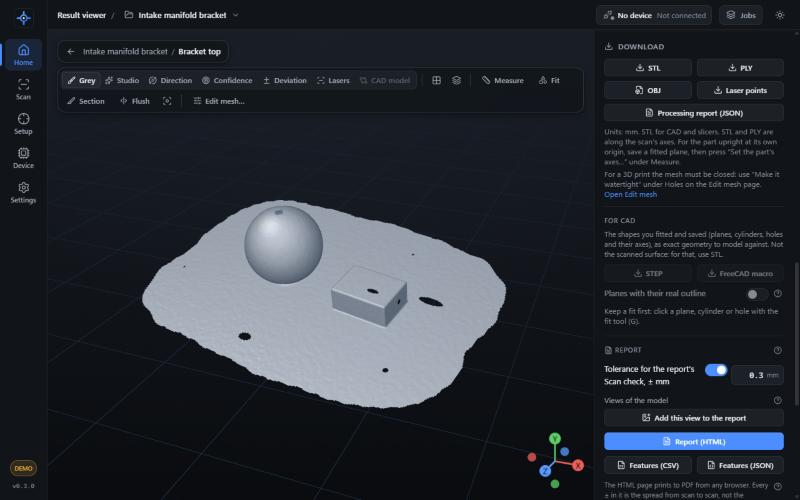 Result viewer / Intake manifold bracket
No device Not connected
Jobs
Home
Scan
Setup
Device
Settings
DEMO
v0.3.0
Intake manifold bracket / Bracket top
Grey Studio Direction Confidence Deviation Lasers CAD model Measure Fit
Section Flush Edit mesh...
Y
X
Z
DOWNLOAD
STL PLY
OBJ Laser points
Processing report (JSON)
Units: mm. STL for CAD and slicers. STL and PLY are
along the scan's axes. For the part upright at its own
origin, save a fitted plane, then press "Set the part's
axes..." under Measure.
For a 3D print the mesh must be closed: use "Make it
watertight" under Holes on the Edit mesh page.
Open Edit mesh
FOR CAD
The shapes you fitted and saved (planes, cylinders, holes
and their axes), as exact geometry to model against. Not
the scanned surface: for that, use STL.
STEP FreeCAD macro
Planes with their real outline
Keep a fit first: click a plane, cylinder or hole with the
fit tool (G).
REPORT
Tolerance for the report's
Scan check, ± mm
0.3 mm
Views of the model
Add this view to the report
Report (HTML)
Features (CSV) Features (JSON)
The HTML page prints to PDF from any browser. Every
± in it is the spread from scan to scan, not the